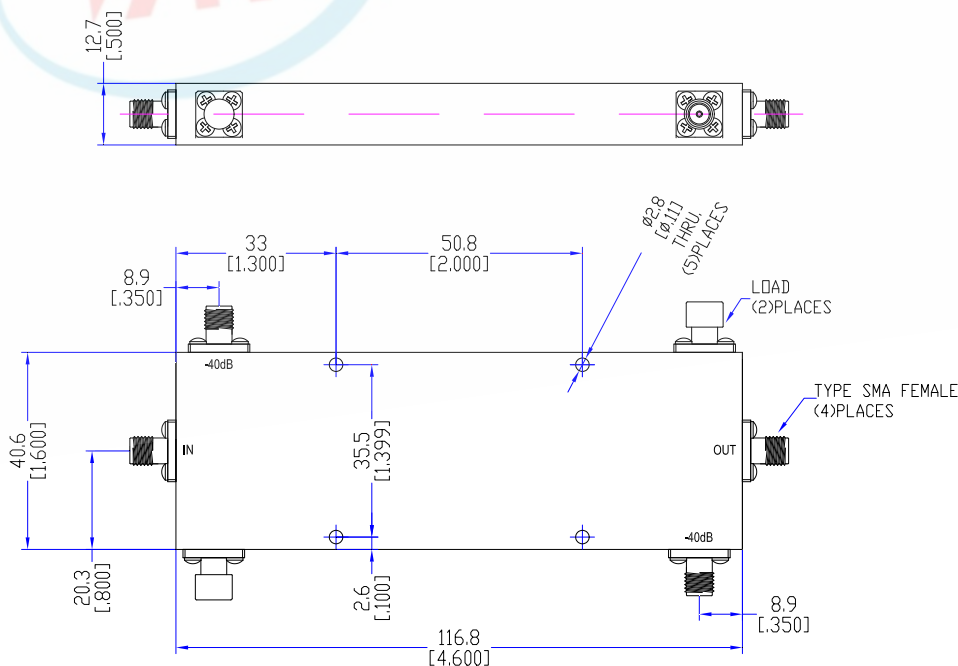 12.7
[.500]
Ø2.8
[Ø.11]
THRU,
(5)PLACES
33
[1.300]
50.8
[2.000]
8.9
[.350]
LOAD
(2)PLACES
-40dB
TYPE SMA FEMALE
(4)PLACES
40.6
[1.600]
IN
35.5
[1.399]
OUT
-40dB
20.3
[.800]
2.6
[.100]
8.9
[.350]
116.8
[4.600]